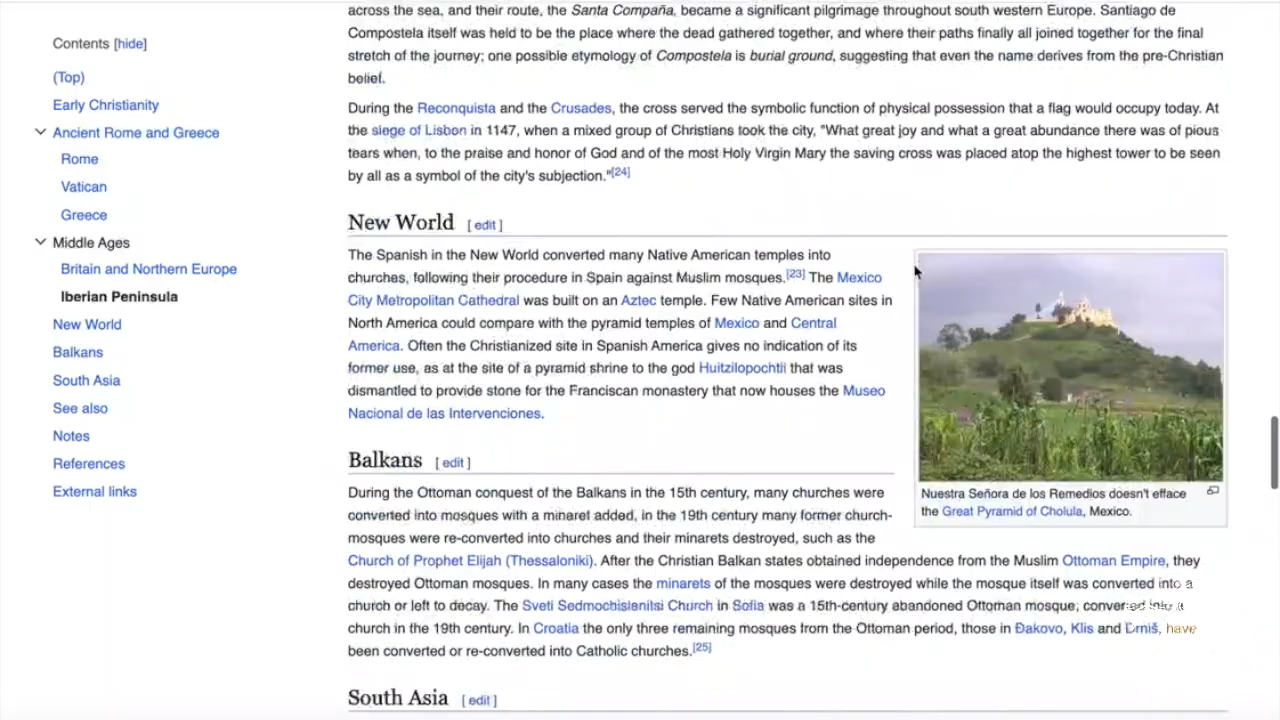 Contents [hide]
(Top)
Early Christianity
Ancient Rome and Greece
Rome
Vatican
Greece
Middle Ages
Britain and Northern Europe
Iberian Peninsula
New World
Balkans
South Asia
See also
Notes
References
External links
across the sea, and their route, the Santa Compaña, became a significant pilgrimage throughout south western Europe. Santiago de
Compostela itself was held to be the place where the dead gathered together, and where their paths finally all joined together for the final
stretch of the journey; one possible etymology of Compostela is burial ground, suggesting that even the name derives from the pre-Christian
belief.
During the Reconquista and the Crusades, the cross served the symbolic function of physical possession that a flag would occupy today. At
the siege of Lisbon in 1147, when a mixed group of Christians took the city, "What great joy and what a great abundance there was of pious
tears when, to the praise and honor of God and of the most Holy Virgin Mary the saving cross was placed atop the highest tower to be seen
by all as a symbol of the city's subjection."[24]
New World [ edit ]
The Spanish in the New World converted many Native American temples into
churches, following their procedure in Spain against Muslim mosques.[23] The Mexico
City Metropolitan Cathedral was built on an Aztec temple. Few Native American sites in
North America could compare with the pyramid temples of Mexico and Central
America. Often the Christianized site in Spanish America gives no indication of its
former use, as at the site of a pyramid shrine to the god Huitzilopochtli that was
dismantled to provide stone for the Franciscan monastery that now houses the Museo
Nacional de las Intervenciones.
Nuestra Señora de los Remedios doesn't efface
the Great Pyramid of Cholula, Mexico.
Balkans [ edit ]
During the Ottoman conquest of the Balkans in the 15th century, many churches were
converted into mosques with a minaret added, in the 19th century many former church-
mosques were re-converted into churches and their minarets destroyed, such as the
Church of Prophet Elijah (Thessaloniki). After the Christian Balkan states obtained independence from the Muslim Ottoman Empire, they
destroyed Ottoman mosques. In many cases the minarets of the mosques were destroyed while the mosque itself was converted into a
church or left to decay. The Sveti Sedmochislenitsi Church in Sofia was a 15th-century abandoned Ottoman mosque; converted into a
church in the 19th century. In Croatia the only three remaining mosques from the Ottoman period, those in Đakovo, Klis and Drniš, have
been converted or re-converted into Catholic churches.[25]
South Asia [ edit ]